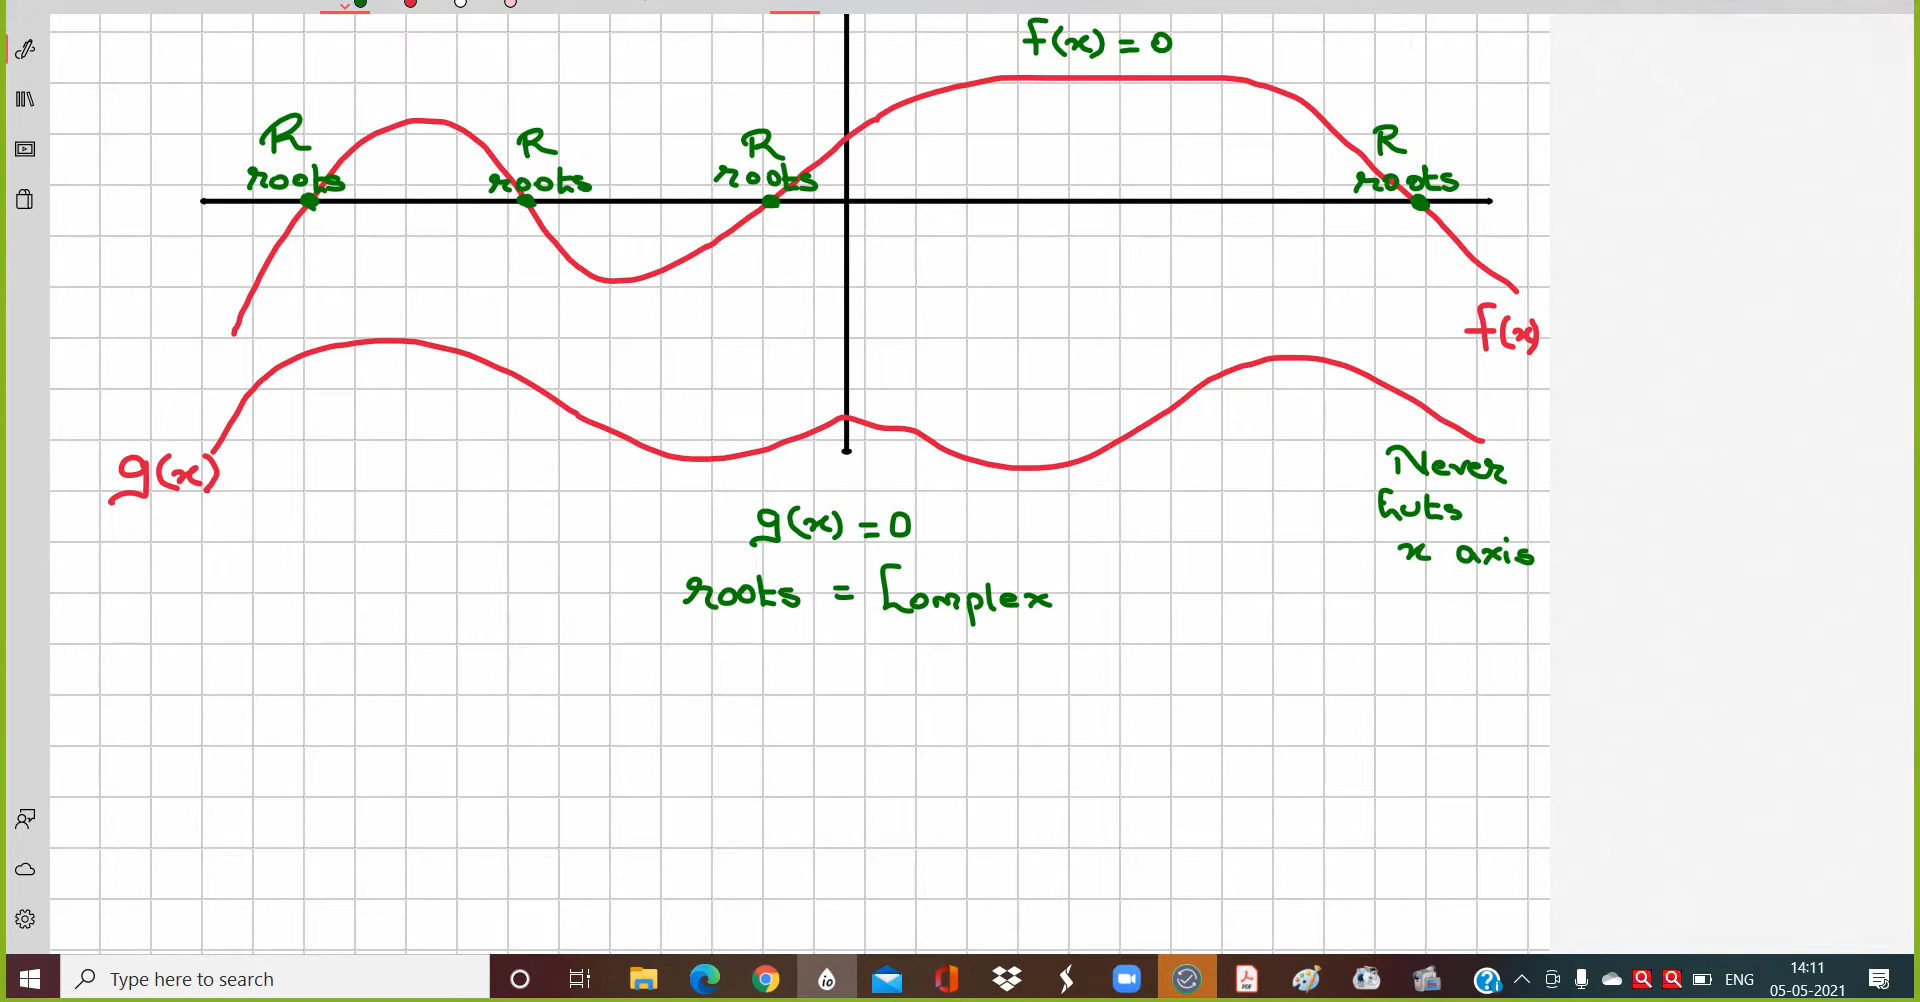 f(x) = 0
R
roots
R
roots
R
roots
R
roots
f(x)
g(x)
Never
Cuts
x axis
g(x) = 0
roots = Complex
Type here to search
ENG
14:11
05-05-2021